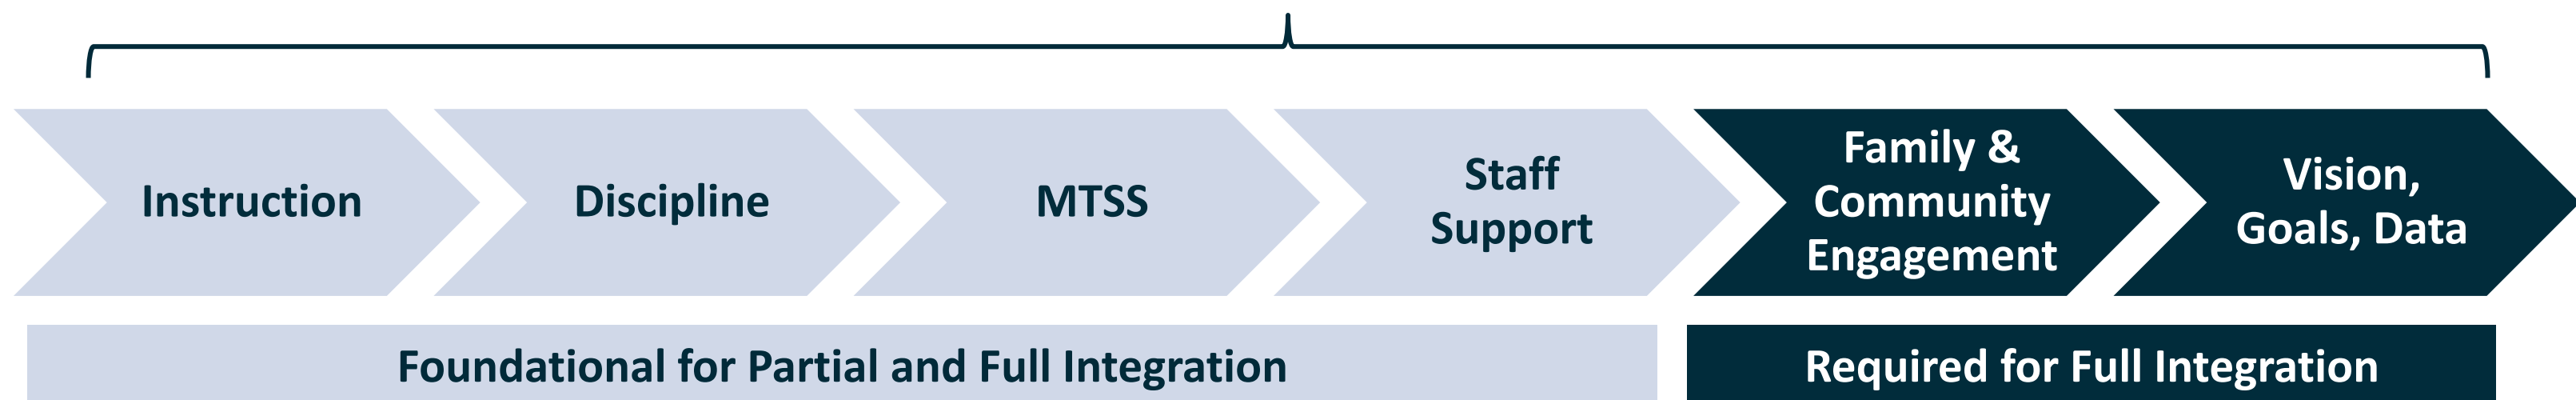 Instruction
Discipline
MTSS
Staff
Support
Family &
Community
Engagement
Vision,
Goals, Data
Foundational for Partial and Full Integration
Required for Full Integration